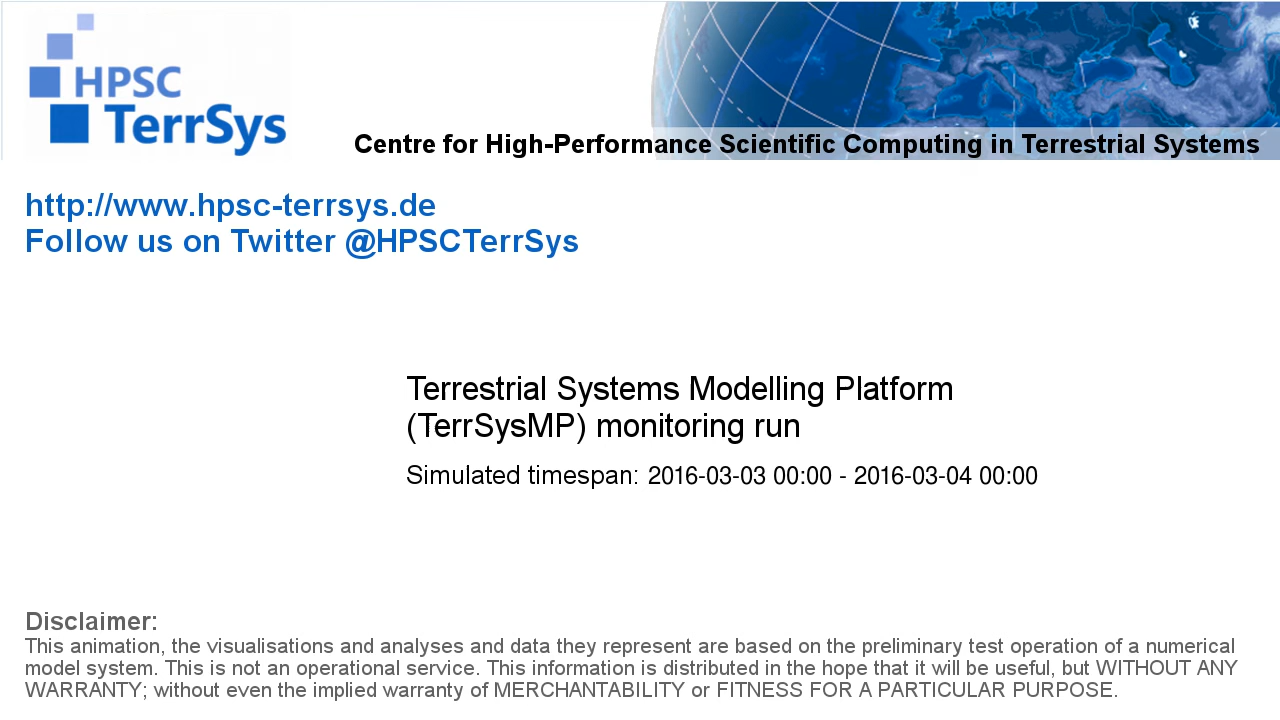 HPSC
TerrSys
Centre for High-Performance Scientific Computing in Terrestrial Systems
http://www.hpsc-terrsys.de
Follow us on Twitter @HPSCTerrSys
Terrestrial Systems Modelling Platform
(TerrSysMP) monitoring run
Simulated timespan: 2016-03-03 00:00 - 2016-03-04 00:00
Disclaimer:
This animation, the visualisations and analyses and data they represent are based on the preliminary test operation of a numerical
model system. This is not an operational service. This information is distributed in the hope that it will be useful, but WITHOUT ANY
WARRANTY; without even the implied warranty of MERCHANTABILITY or FITNESS FOR A PARTICULAR PURPOSE.